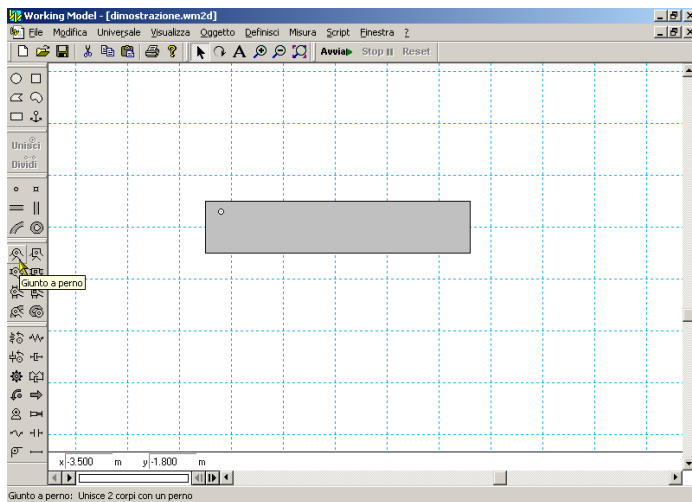 Working Model - [dimostrazione.wm2d]
File Modifica Universale Visualizza Oggetto Definisci Misura Script Finestra ?
A ? Avvia Stop Reset
Unisci
Dividi
Giunto a perno
x -3.500 m y -1.800 m
Giunto a perno: Unisce 2 corpi con un perno